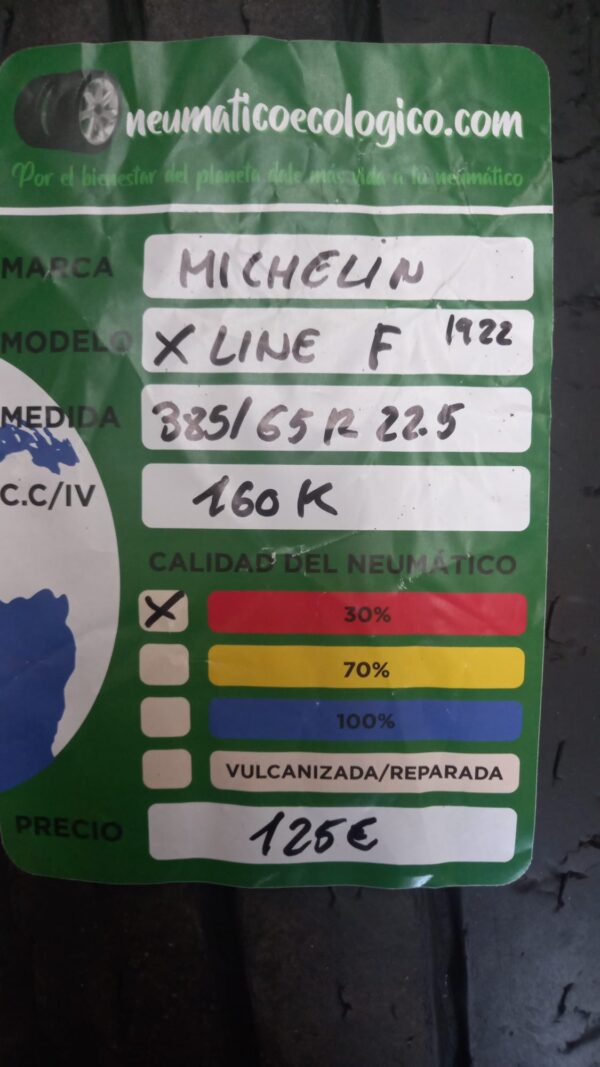 neumaticoecologico.com
Por el bienestar del planeta dale más vida a tu neumático
MARCA MICHELIN
MODELO X LINE F 1922
MEDIDA 385/65 R 22.5
C.C/IV 160 K
CALIDAD DEL NEUMÁTICO
X 30%
70%
100%
VULCANIZADA/REPARADA
PRECIO 125€